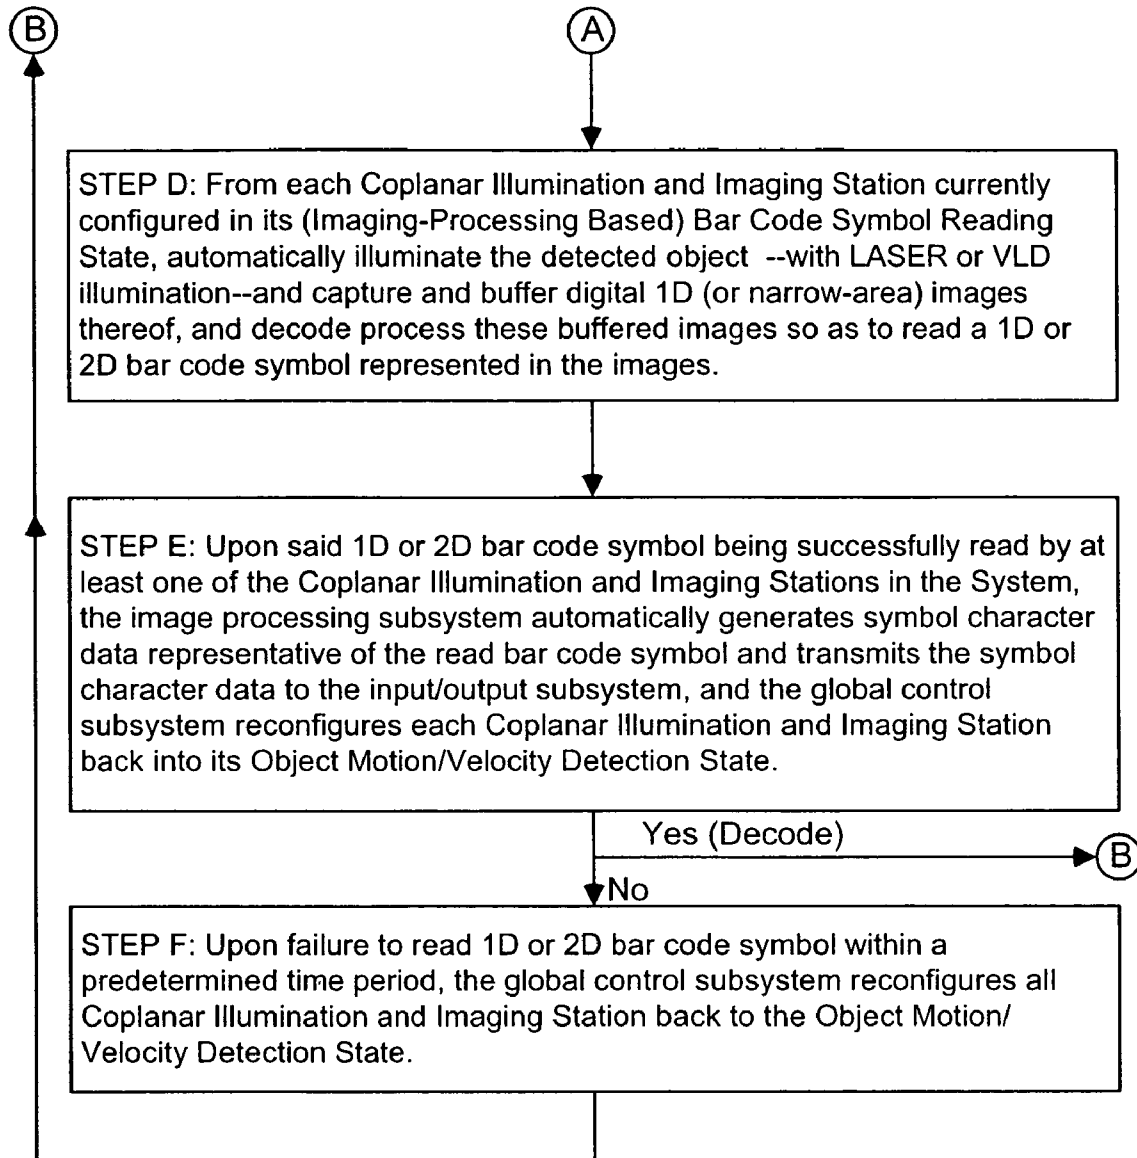 B
A
STEP D: From each Coplanar Illumination and Imaging Station currently
configured in its (Imaging-Processing Based) Bar Code Symbol Reading
State, automatically illuminate the detected object --with LASER or VLD
illumination--and capture and buffer digital 1D (or narrow-area) images
thereof, and decode process these buffered images so as to read a 1D or
2D bar code symbol represented in the images.
STEP E: Upon said 1D or 2D bar code symbol being successfully read by at
least one of the Coplanar Illumination and Imaging Stations in the System,
the image processing subsystem automatically generates symbol character
data representative of the read bar code symbol and transmits the symbol
character data to the input/output subsystem, and the global control
subsystem reconfigures each Coplanar Illumination and Imaging Station
back into its Object Motion/Velocity Detection State.
Yes (Decode)
B
No
STEP F: Upon failure to read 1D or 2D bar code symbol within a
predetermined time period, the global control subsystem reconfigures all
Coplanar Illumination and Imaging Station back to the Object Motion/
Velocity Detection State.